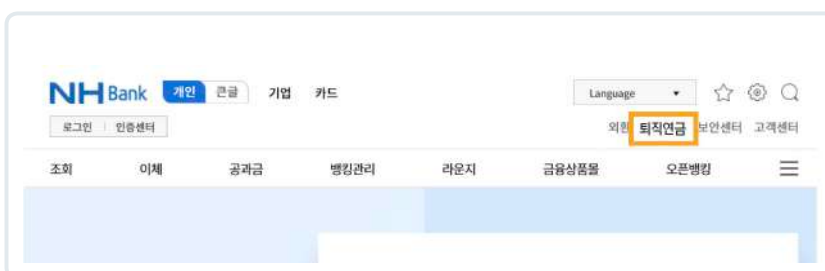 NH Bank 개인 큰글 기업 카드 Language
로그인 인증센터 외환 퇴직연금 보안센터 고객센터
조회 이체 공과금 뱅킹관리 라운지 금융상품몰 오픈뱅킹